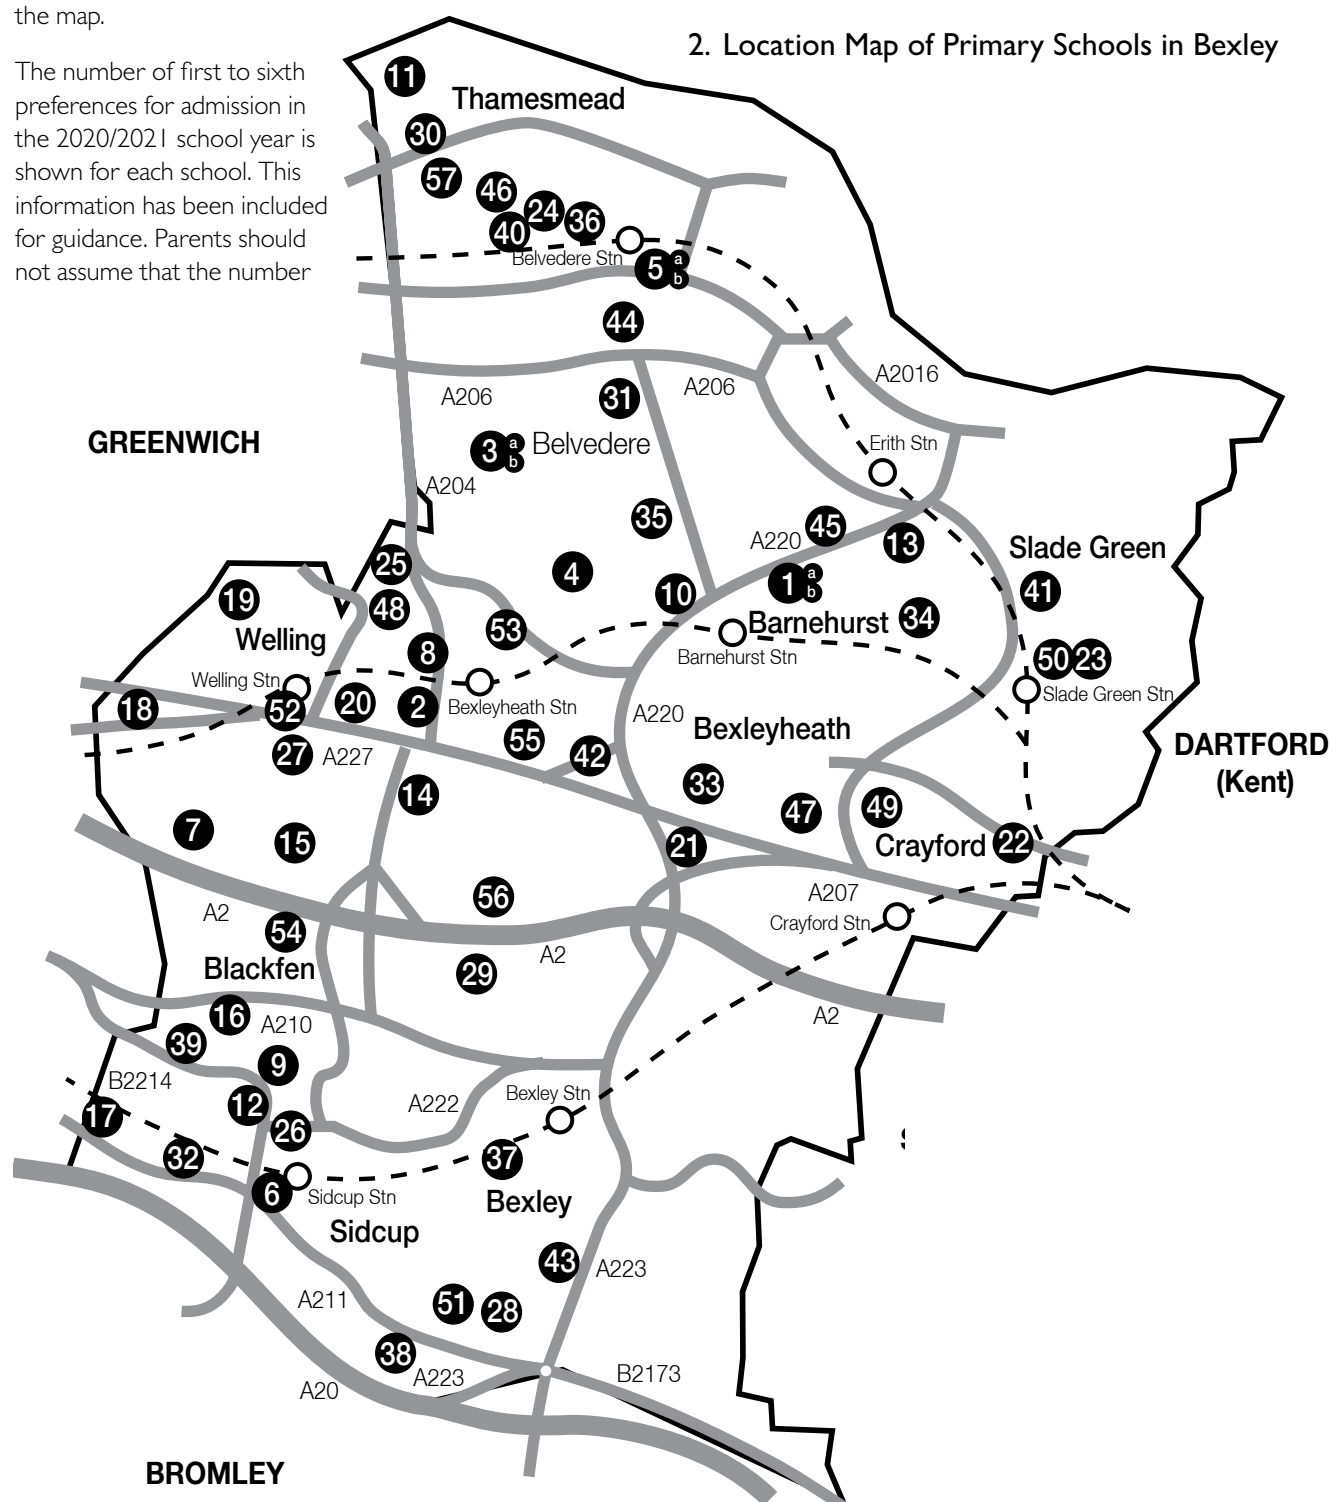 the map.
2. Location Map of Primary Schools in Bexley
The number of first to sixth
preferences for admission in
the 2020/2021 school year is
shown for each school. This
information has been included
for guidance. Parents should
not assume that the number
11
Thamesmead
30
57
46
24
36
40
Belvedere Stn
5 a b
44
A2016
A206
A206
31
GREENWICH
3 a b
Belvedere
Erith Stn
A204
35
45
A220
13
Slade Green
25
4
1 a b
41
19
10
48
34
Barnehurst
53
Welling
8
Barnehurst Stn
50
23
Welling Stn
Slade Green Stn
18
52
20
2
Bexleyheath Stn
A220
Bexleyheath
55
DARTFORD
(Kent)
27
A227
42
33
14
47
49
7
15
21
Crayford
22
56
A207
A2
Crayford Stn
54
A2
Blackfen
29
16
A210
A2
39
9
B2214
Bexley Stn
12
A222
17
26
32
37
6
Sidcup Stn
Bexley
Sidcup
43
A223
A211
51
28
38
A223
B2173
A20
BROMLEY